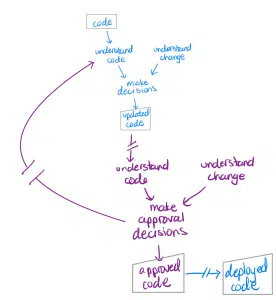 code
understand
code
understand
change
make
decisions
updated
code
understand
code
understand
change
make
approval
decisions
approved
code
deployed
code